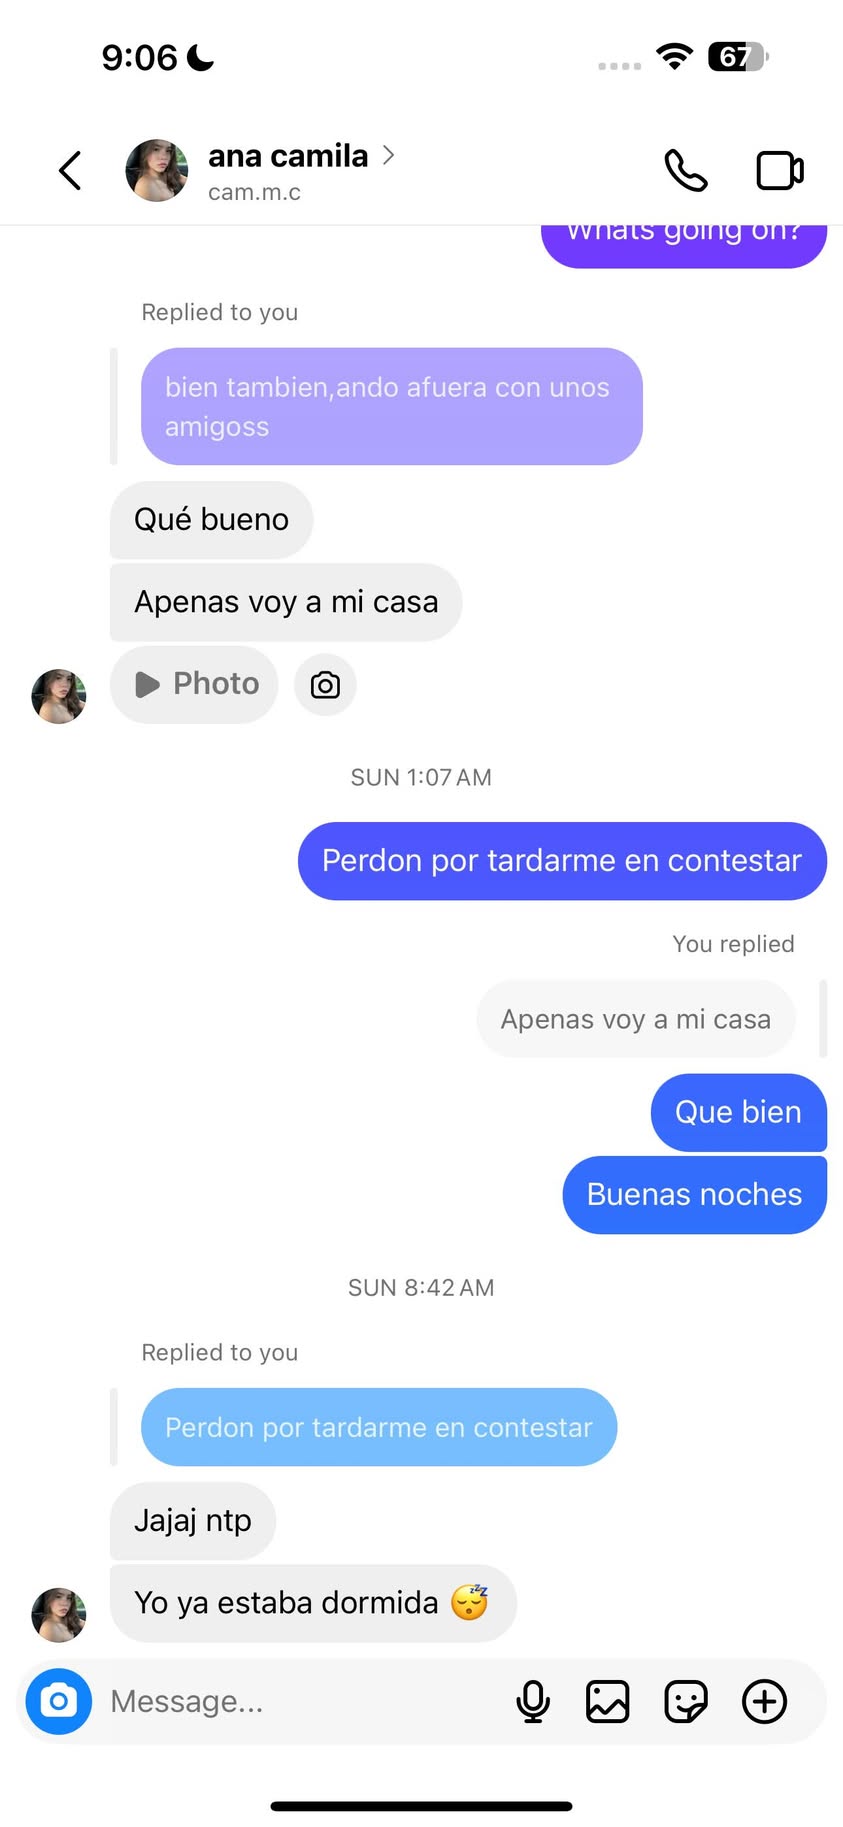 9:06
67
ana camila
cam.m.c
Whats going on?
Replied to you
bien tambien,ando afuera con unos
amigoss
Qué bueno
Apenas voy a mi casa
Photo
SUN 1:07 AM
Perdon por tardarme en contestar
You replied
Apenas voy a mi casa
Que bien
Buenas noches
SUN 8:42 AM
Replied to you
Perdon por tardarme en contestar
Jajaj ntp
Yo ya estaba dormida 😴
Message...